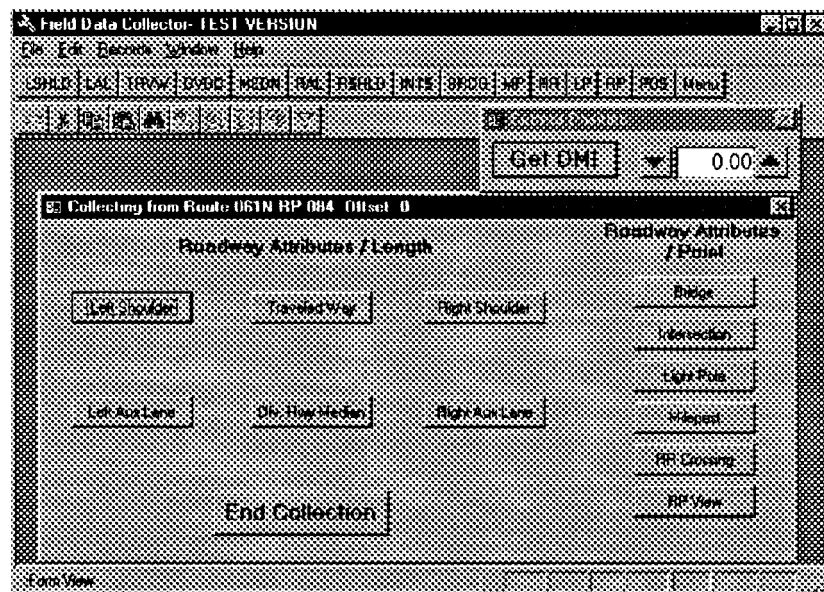 Field Data Collector- TEST VERSION
File Edit Records Window Help
LSHLD LAL TRVW DVDG MEDN RAL RSHLD INTS BRDG MP RR LP RP POS Menu
Get DMI 0.00
Collecting from Route 061N RP 084 Offset 0
Roadway Attributes / Length
Roadway Attributes
/ Point
Left Shoulder Traveled Way Right Shoulder
Bridge
Intersection
Light Pole
Left Aux Lane Div. Hwy Median Right Aux Lane
Milepost
RR Crossing
RP View
End Collection
Form View